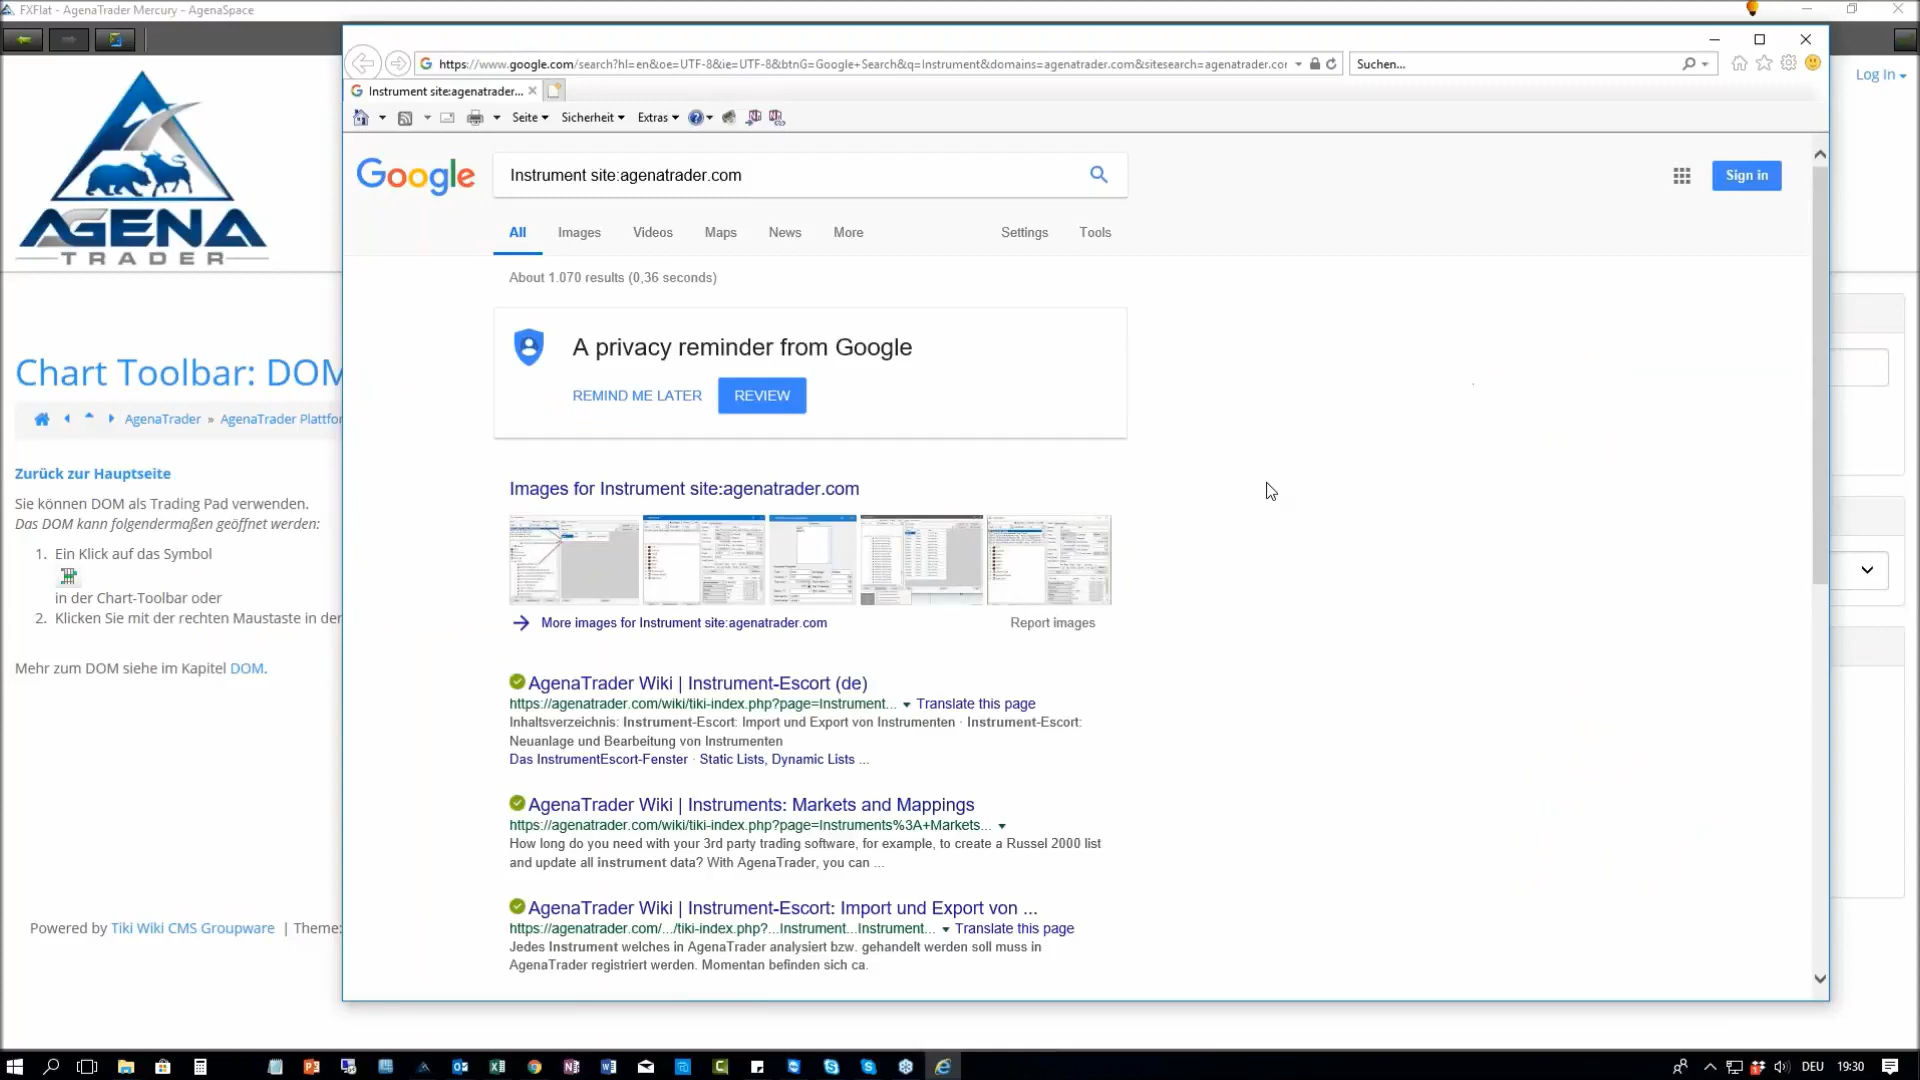 FXFlat - AgenaTrader Mercury - AgenaSpace
Log In
AGENA
TRADER
Chart Toolbar: DOM
AgenaTrader » AgenaTrader Plattfor
Zurück zur Hauptseite
Sie können DOM als Trading Pad verwenden.
Das DOM kann folgendermaßen geöffnet werden:
1. Ein Klick auf das Symbol
in der Chart-Toolbar oder
2. Klicken Sie mit der rechten Maustaste in der
Mehr zum DOM siehe im Kapitel DOM.
Powered by Tiki Wiki CMS Groupware | Theme:
https://www.google.com/search?hl=en&oe=UTF-8&ie=UTF-8&btnG=Google+Search&q=Instrument&domains=agenatrader.com&sitesearch=agenatrader.cor
Suchen...
Instrument site:agenatrader...
Seite Sicherheit Extras
Google
Instrument site:agenatrader.com
Sign in
All Images Videos Maps News More Settings Tools
About 1.070 results (0,36 seconds)
A privacy reminder from Google
REMIND ME LATER REVIEW
Images for Instrument site:agenatrader.com
More images for Instrument site:agenatrader.com Report images
AgenaTrader Wiki | Instrument-Escort (de)
https://agenatrader.com/wiki/tiki-index.php?page=Instrument... Translate this page
Inhaltsverzeichnis: Instrument-Escort: Import und Export von Instrumenten · Instrument-Escort:
Neuanlage und Bearbeitung von Instrumenten
Das InstrumentEscort-Fenster · Static Lists, Dynamic Lists ...
AgenaTrader Wiki | Instruments: Markets and Mappings
https://agenatrader.com/wiki/tiki-index.php?page=Instruments%3A+Markets...
How long do you need with your 3rd party trading software, for example, to create a Russel 2000 list
and update all instrument data? With AgenaTrader, you can ...
AgenaTrader Wiki | Instrument-Escort: Import und Export von ...
https://agenatrader.com/.../tiki-index.php?...Instrument...Instrument... Translate this page
Jedes Instrument welches in AgenaTrader analysiert bzw. gehandelt werden soll muss in
AgenaTrader registriert werden. Momentan befinden sich ca.
DEU 19:30